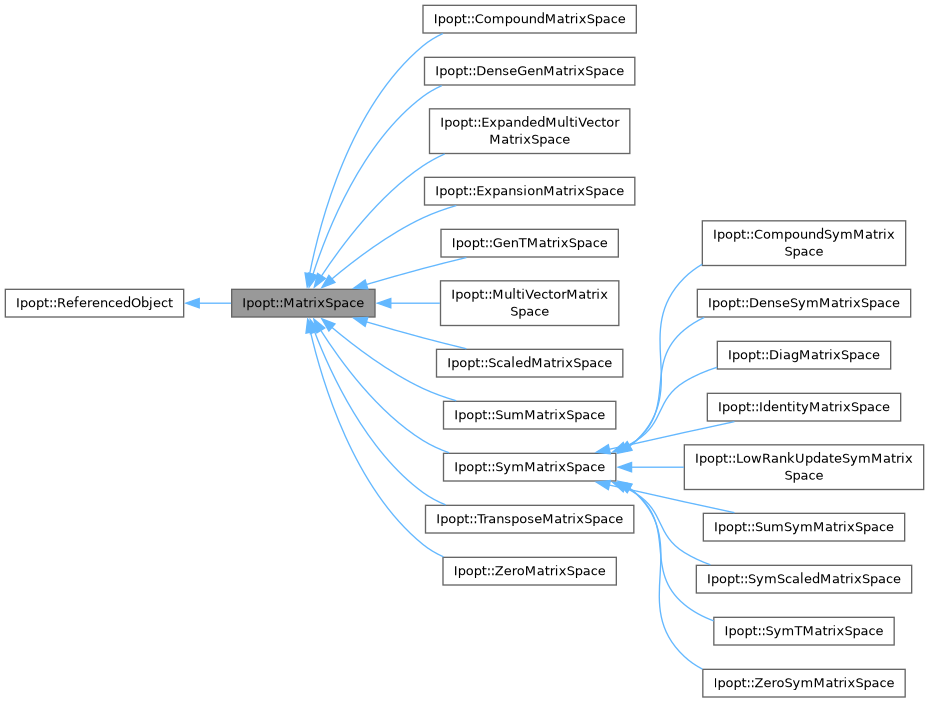 Ipopt::ReferencedObject
Ipopt::MatrixSpace
Ipopt::CompoundMatrixSpace
Ipopt::DenseGenMatrixSpace
Ipopt::ExpandedMultiVector
MatrixSpace
Ipopt::ExpansionMatrixSpace
Ipopt::GenTMatrixSpace
Ipopt::MultiVectorMatrix
Space
Ipopt::ScaledMatrixSpace
Ipopt::SumMatrixSpace
Ipopt::SymMatrixSpace
Ipopt::TransposeMatrixSpace
Ipopt::ZeroMatrixSpace
Ipopt::CompoundSymMatrix
Space
Ipopt::DenseSymMatrixSpace
Ipopt::DiagMatrixSpace
Ipopt::IdentityMatrixSpace
Ipopt::LowRankUpdateSymMatrix
Space
Ipopt::SumSymMatrixSpace
Ipopt::SymScaledMatrixSpace
Ipopt::SymTMatrixSpace
Ipopt::ZeroSymMatrixSpace